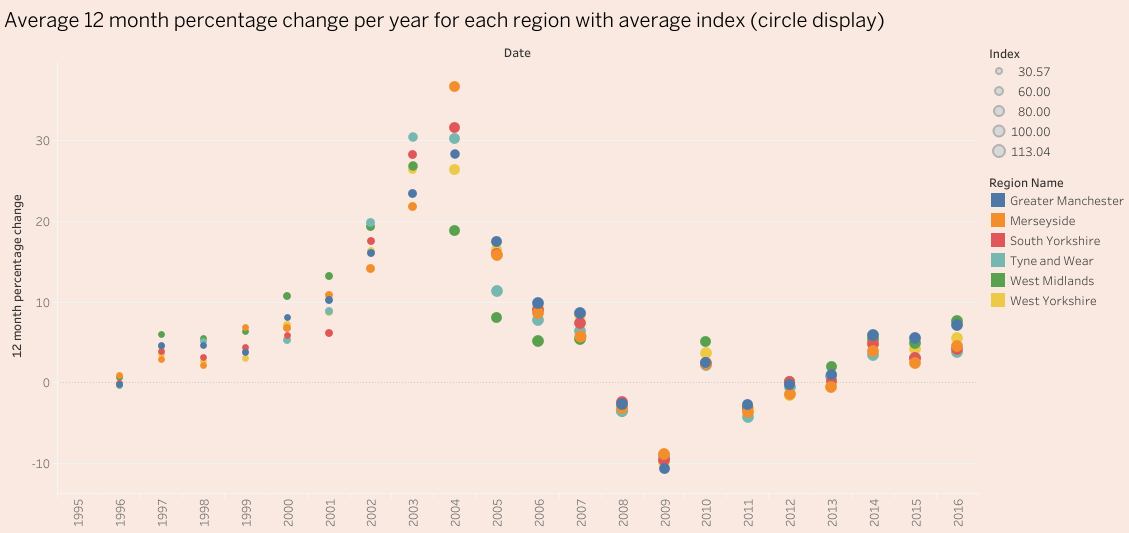 Average 12 month percentage change per year for each region with average index (circle display)
Date
Index
30.57
60.00
80.00
100.00
113.04
Region Name
Greater Manchester
Merseyside
South Yorkshire
Tyne and Wear
West Midlands
West Yorkshire
12 month percentage change
30
20
10
0
-10
1995
1996
1997
1998
1999
2000
2001
2002
2003
2004
2005
2006
2007
2008
2009
2010
2011
2012
2013
2014
2015
2016